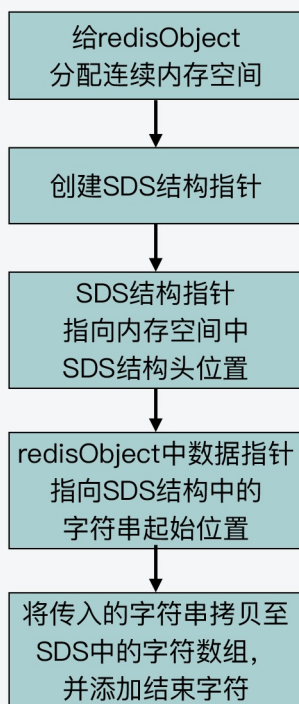 给redisObject
分配连续内存空间
创建SDS结构指针
SDS结构指针
指向内存空间中
SDS结构头位置
redisObject中数据指针
指向SDS结构中的
字符串起始位置
将传入的字符串拷贝至
SDS中的字符数组，
并添加结束字符